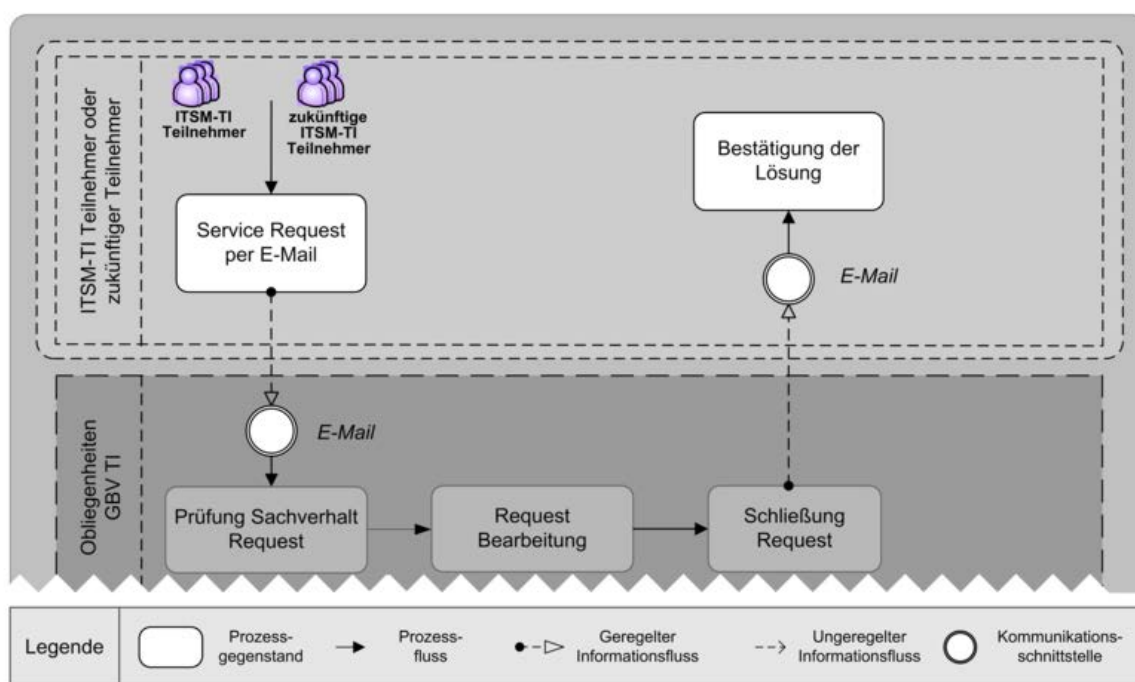 ITSM-TI Teilnehmer oder
zukünftiger Teilnehmer
ITSM-TI
Teilnehmer
zukünftige
ITSM-TI
Teilnehmer
Service Request
per E-Mail
Bestätigung der
Lösung
E-Mail
Obliegenheiten
GBV TI
E-Mail
Prüfung Sachverhalt
Request
Request
Bearbeitung
Schließung
Request
Legende
Prozess-
gegenstand
Prozess-
fluss
Geregelter
Informationsfluss
Ungeregelter
Informationsfluss
Kommunikations-
schnittstelle